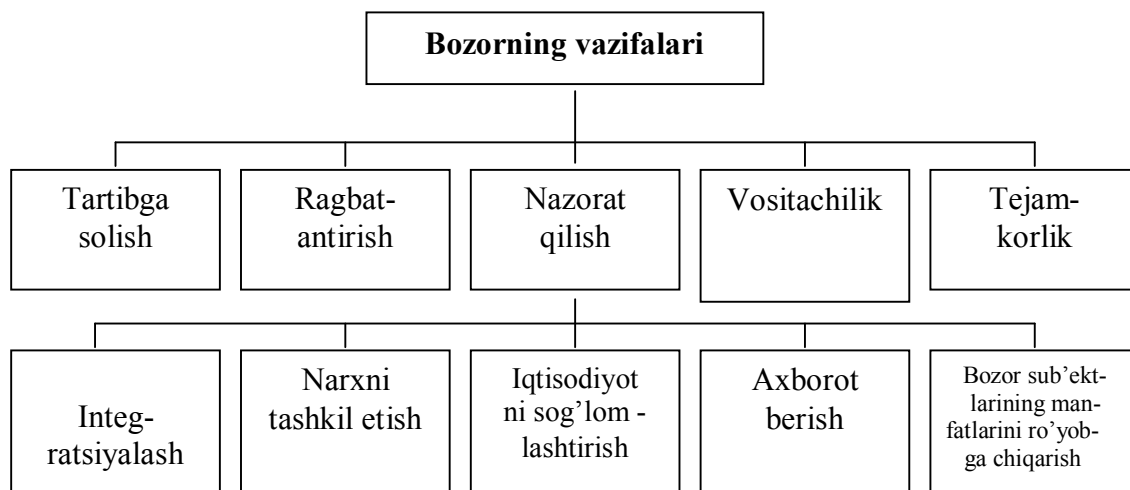 Bozorning vazifalari
Tartibga
solish
Ragbat-
antirish
Nazorat
qilish
Vositachilik
Tejam-
korlik
Integ-
ratsiyalash
Narxni
tashkil etish
Iqtisodiyot
ni sog’lom -
lashtirish
Axborot
berish
Bozor sub’ekt-
larining man-
fatlarini ro’yob-
ga chiqarish